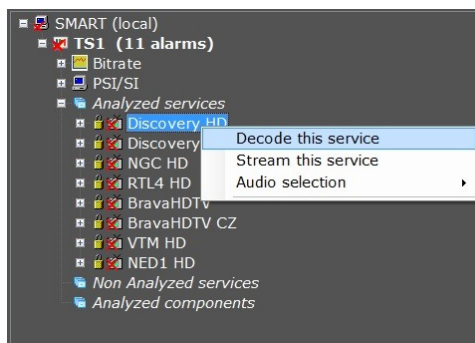 SMART (local)
TS1 (11 alarms)
Bitrate
PSI/SI
Analyzed services
Discovery HD
Discovery
NGC HD
RTL4 HD
BravaHDTV
BravaHDTV CZ
VTM HD
NED1 HD
Non Analyzed services
Analyzed components
Decode this service
Stream this service
Audio selection